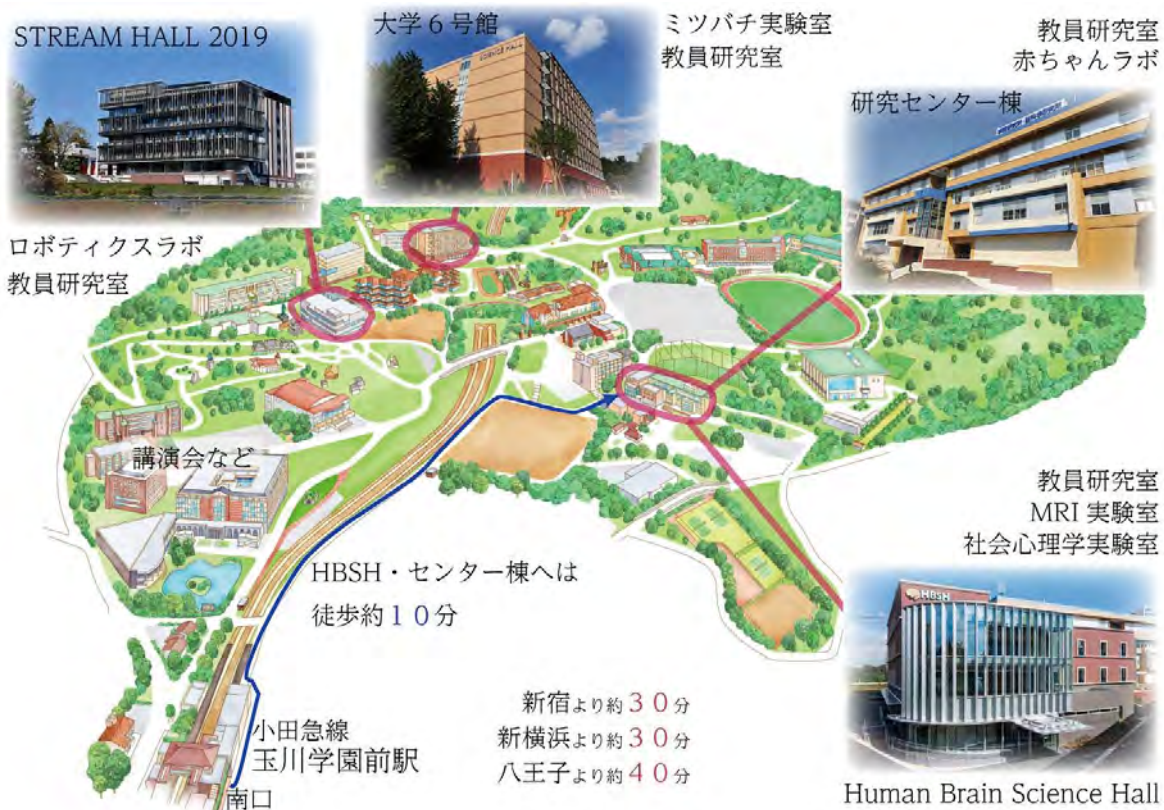 STREAM HALL 2019
大学６号館
ミツバチ実験室
教員研究室
教員研究室
赤ちゃんラボ
研究センター棟
SCIENCE HALL
ロボティクスラボ
教員研究室
講演会など
HBSH・センター棟へは
徒歩約１０分
教員研究室
MRI 実験室
社会心理学実験室
HBSH
新宿より約３０分
新横浜より約３０分
八王子より約４０分
小田急線
玉川学園前駅
南口
Human Brain Science Hall